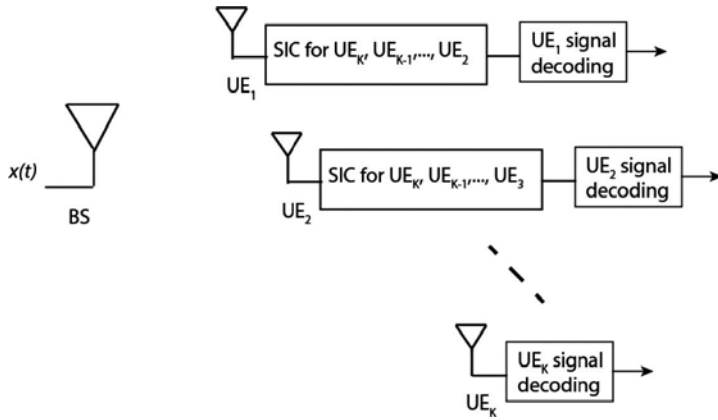 SIC for UE_K, UE_K-1,..., UE_2
UE_1 signal
decoding
UE_1
x(t)
BS
SIC for UE_K, UE_K-1,..., UE_3
UE_2 signal
decoding
UE_2
UE_K signal
decoding
UE_K